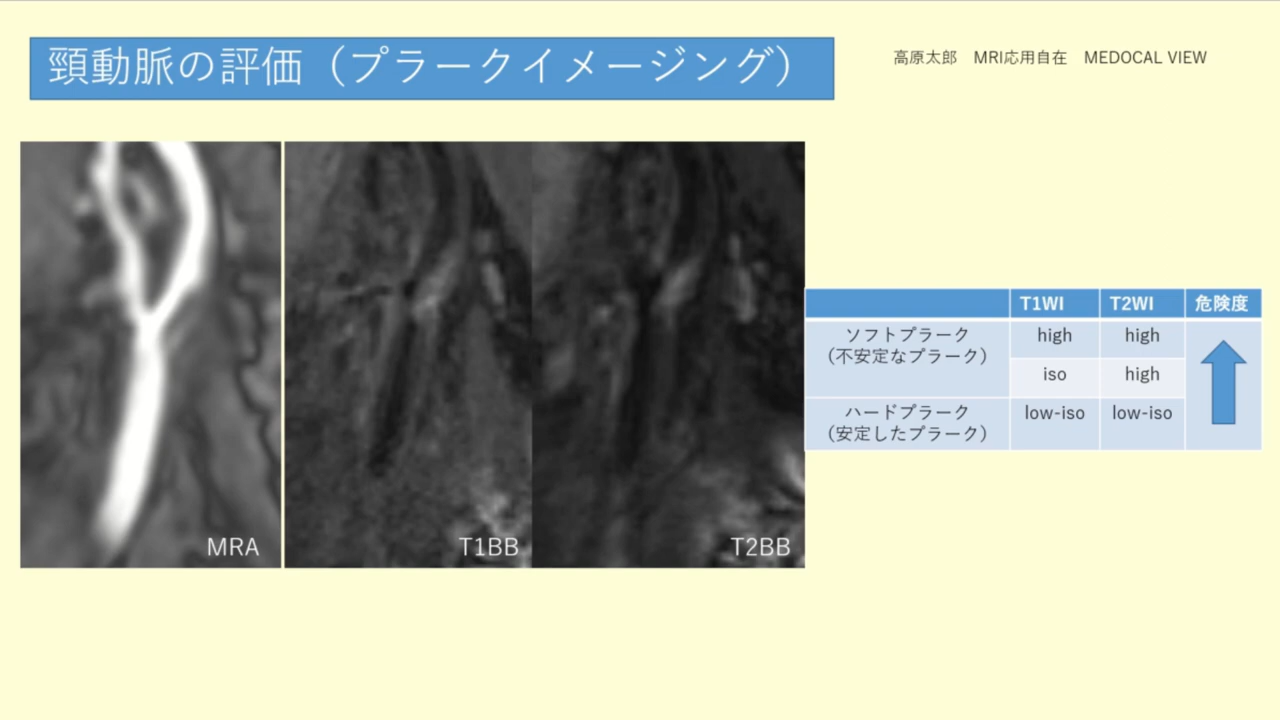 頸動脈の評価（プラークイメージング）
高原太郎　MRI応用自在　MEDOCAL VIEW
MRA
T1BB
T2BB
T1WI T2WI 危険度
ソフトプラーク
（不安定なプラーク）
high high
iso high
ハードプラーク
（安定したプラーク）
low-iso low-iso